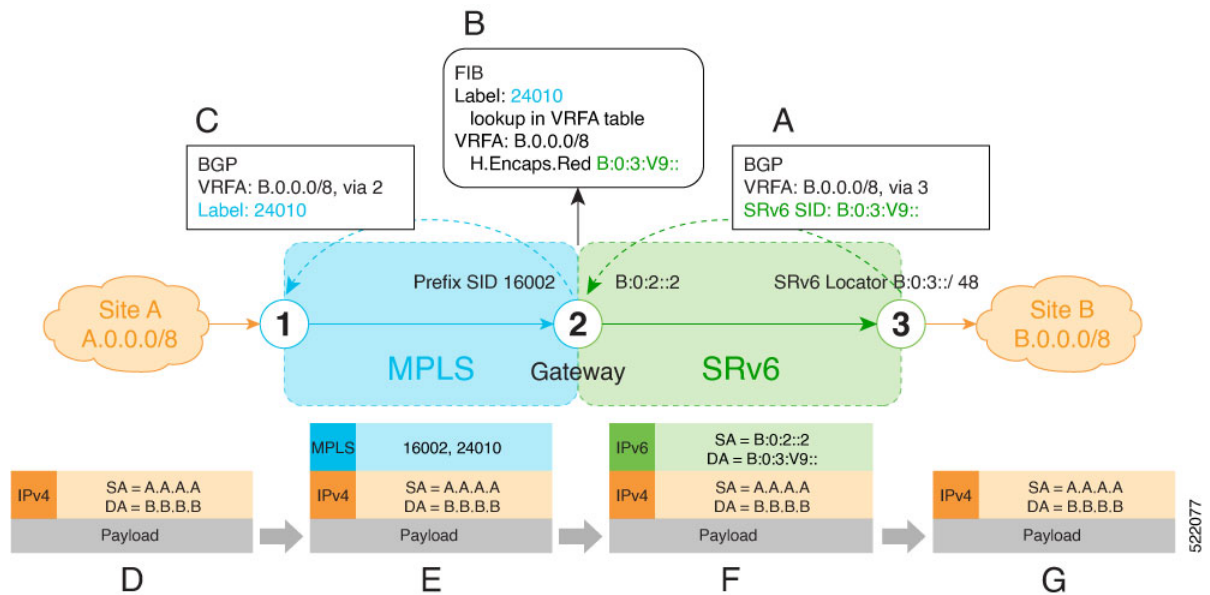 B
FIB
Label: 24010
lookup in VRFA table
VRFA: B.0.0.0/8
H.Encaps.Red B:0:3:V9::
C
BGP
VRFA: B.0.0.0/8, via 2
Label: 24010
A
BGP
VRFA: B.0.0.0/8, via 3
SRv6 SID: B:0:3:V9::
Prefix SID 16002
B:0:2::2
SRv6 Locator B:0:3::/ 48
Site A
A.0.0.0/8
1
2
3
Site B
B.0.0.0/8
MPLS
Gateway
SRv6
IPv4
SA = A.A.A.A
DA = B.B.B.B
Payload
D
MPLS
16002, 24010
IPv4
SA = A.A.A.A
DA = B.B.B.B
Payload
E
IPv6
SA = B:0:2::2
DA = B:0:3:V9::
IPv4
SA = A.A.A.A
DA = B.B.B.B
Payload
F
IPv4
SA = A.A.A.A
DA = B.B.B.B
Payload
G
522077